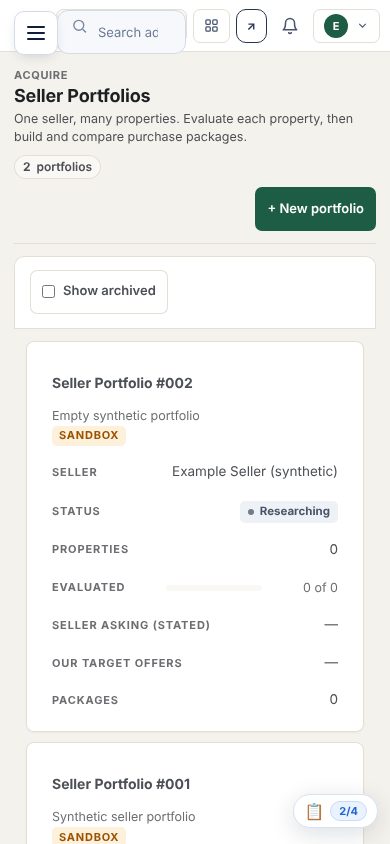 Search ad
E
ACQUIRE
Seller Portfolios
One seller, many properties. Evaluate each property, then
build and compare purchase packages.
2 portfolios
+ New portfolio
Show archived
Seller Portfolio #002
Empty synthetic portfolio
SANDBOX
SELLER Example Seller (synthetic)
STATUS Researching
PROPERTIES 0
EVALUATED 0 of 0
SELLER ASKING (STATED) —
OUR TARGET OFFERS —
PACKAGES 0
Seller Portfolio #001
Synthetic seller portfolio
SANDBOX
2/4